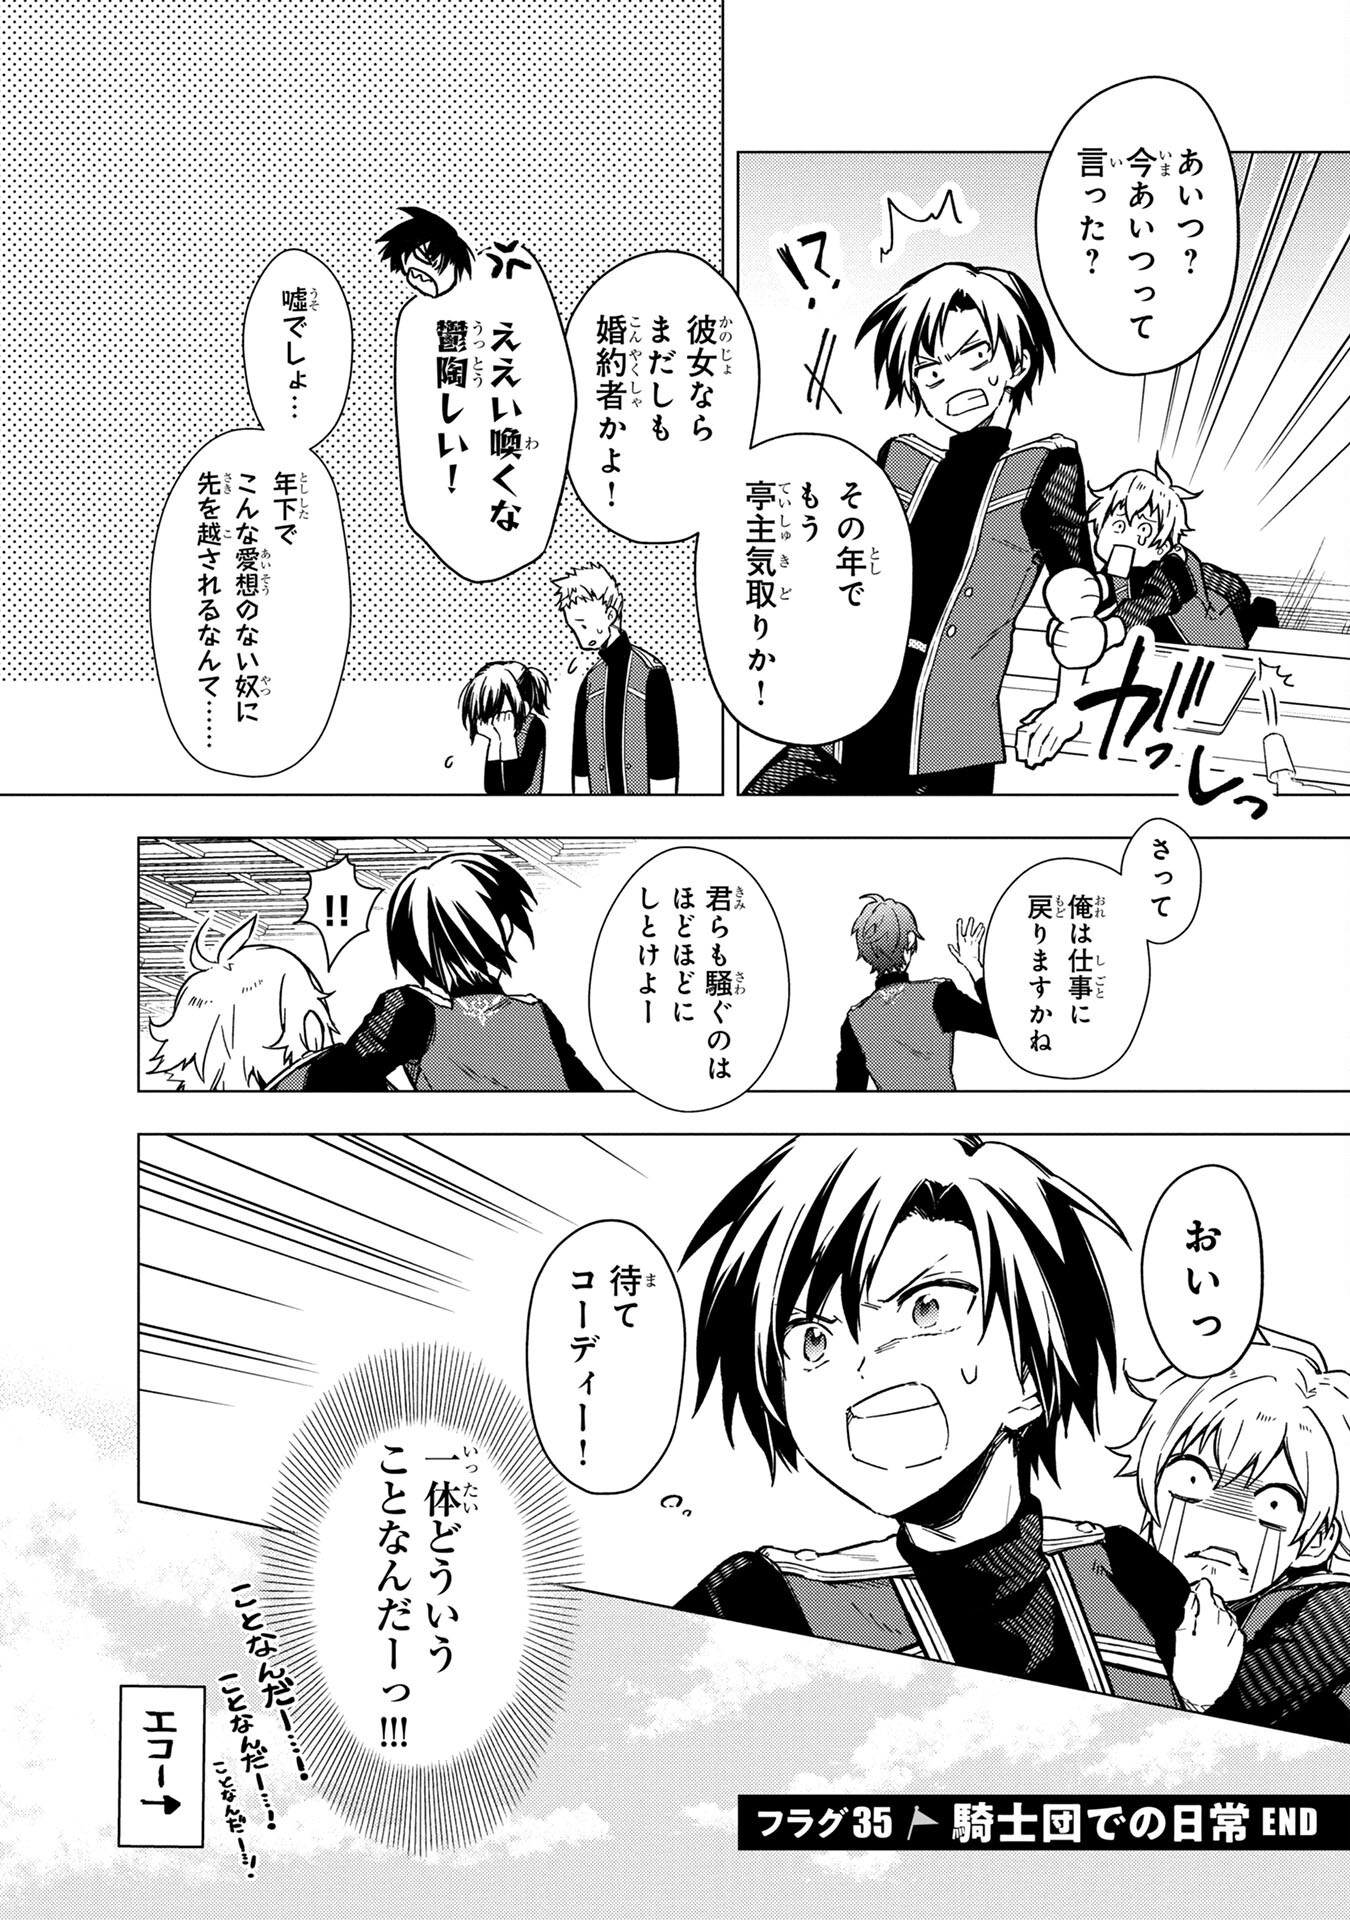 あいつ?
今あいつって
言った?
!?
その年で
もう
亭主気取りか!
彼女なら
まだしも
婚約者かよ!
ガシっ
ええい喚くな
鬱陶しい!
嘘でしょ…
年下で
こんな愛想のない奴に
先を越されるなんて……
さって
俺は仕事に
戻りますかね
君らも騒ぐのは
ほどほどに
しとけよー
!!
おいっ
待て
コーディー!
一体どういう
ことなんだーっ!!!
ことなんだー…!
ことなんだー…!
ことなんだー…!
エコー→
フラグ35 騎士団での日常 END